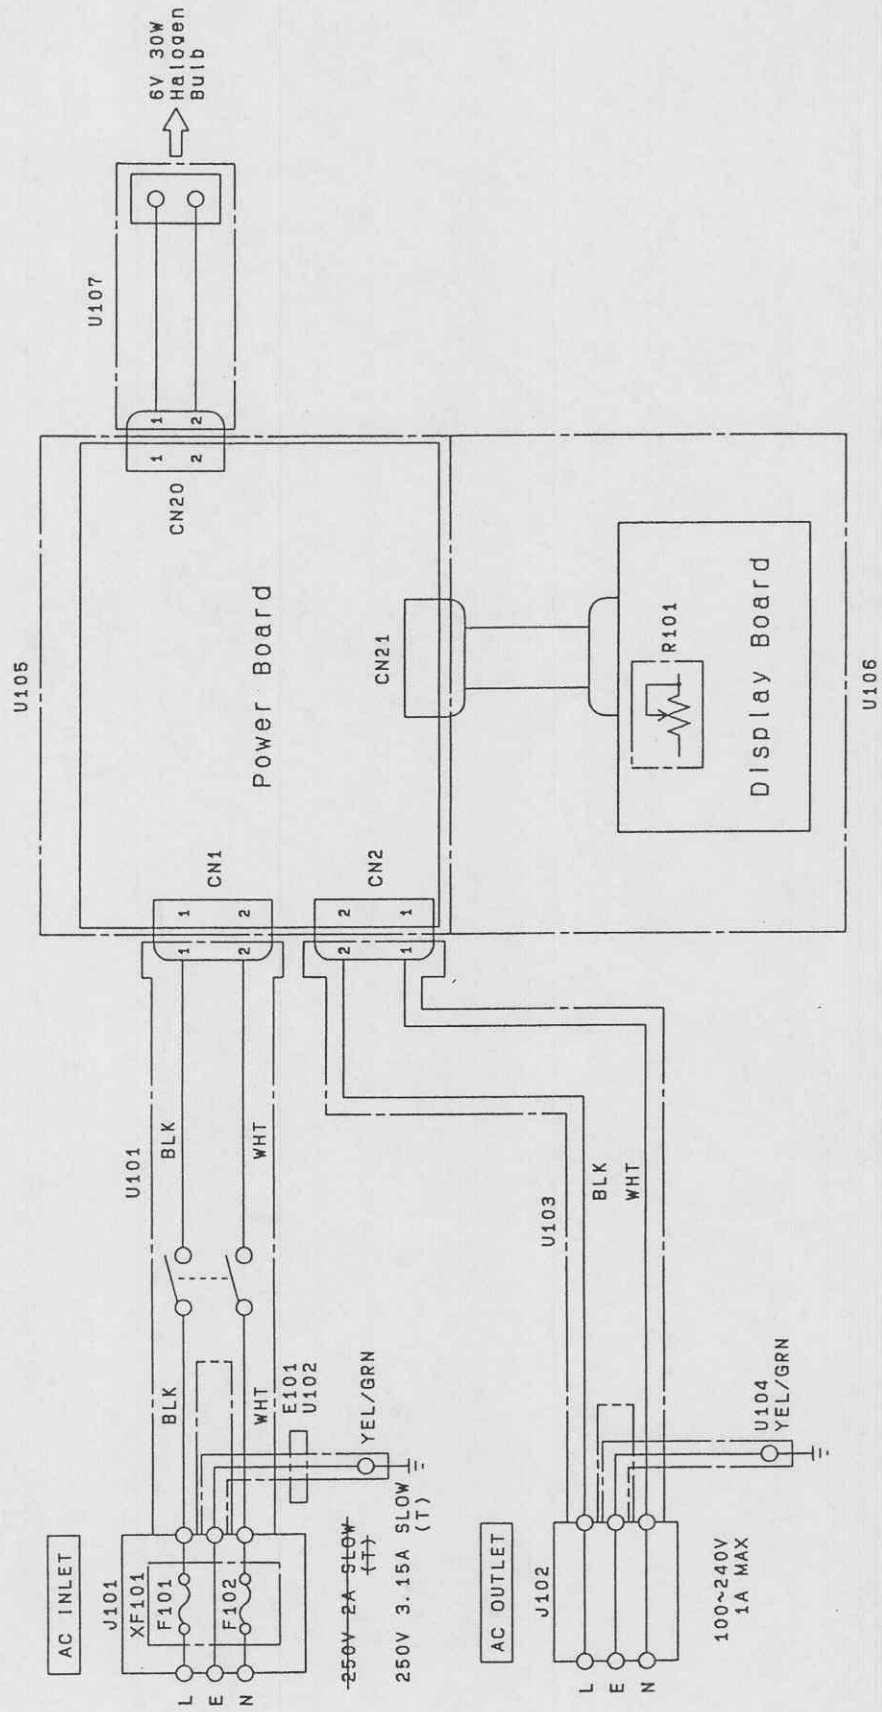 AC INLET
J101
XF101
F101
F102
L
E
N
250V 2A SLOW
(T)
250V 3.15A SLOW
(T)
BLK
WHT
E101
U102
YEL/GRN
U101
BLK
WHT
1
2
1
2
CN1
AC OUTLET
J102
L
E
N
100~240V
1A MAX
U104
YEL/GRN
U103
BLK
WHT
2
1
2
1
CN2
U105
Power Board
CN21
CN20
1
2
1
2
U107
6V 30W
Halogen
Bulb
R101
Display Board
U106